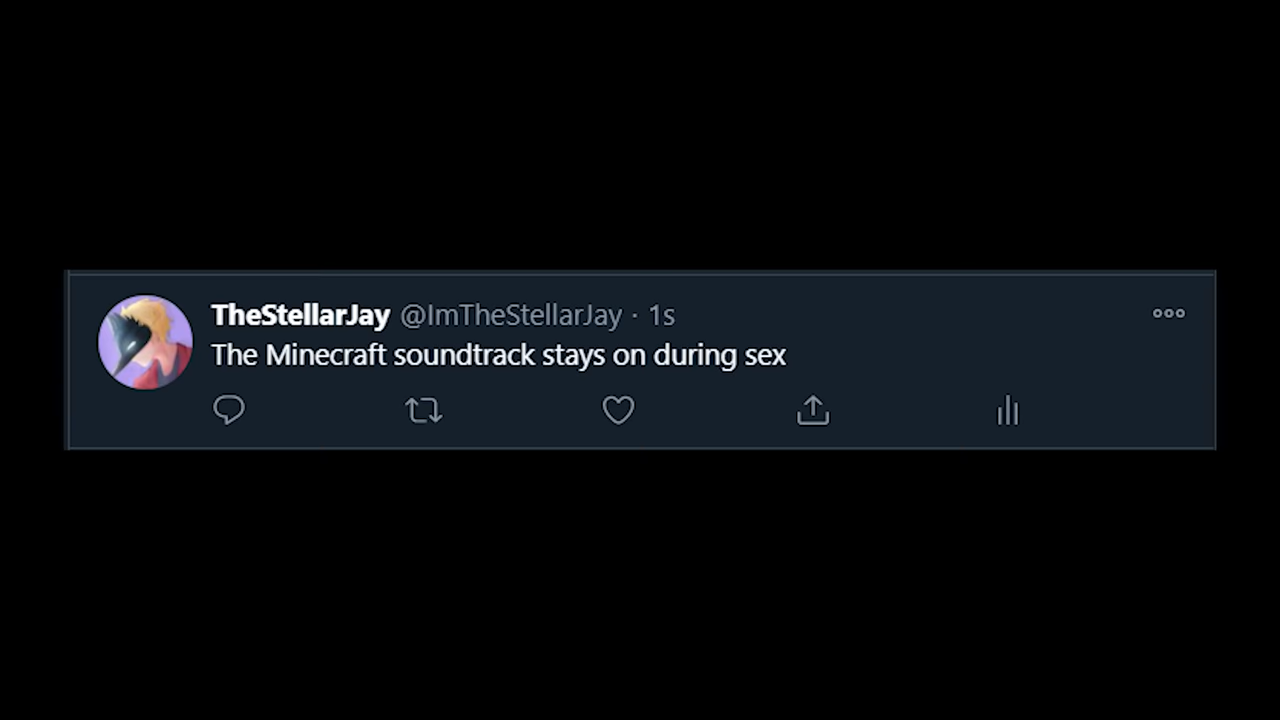 TheStellarJay @ImTheStellarJay · 1s
The Minecraft soundtrack stays on during sex